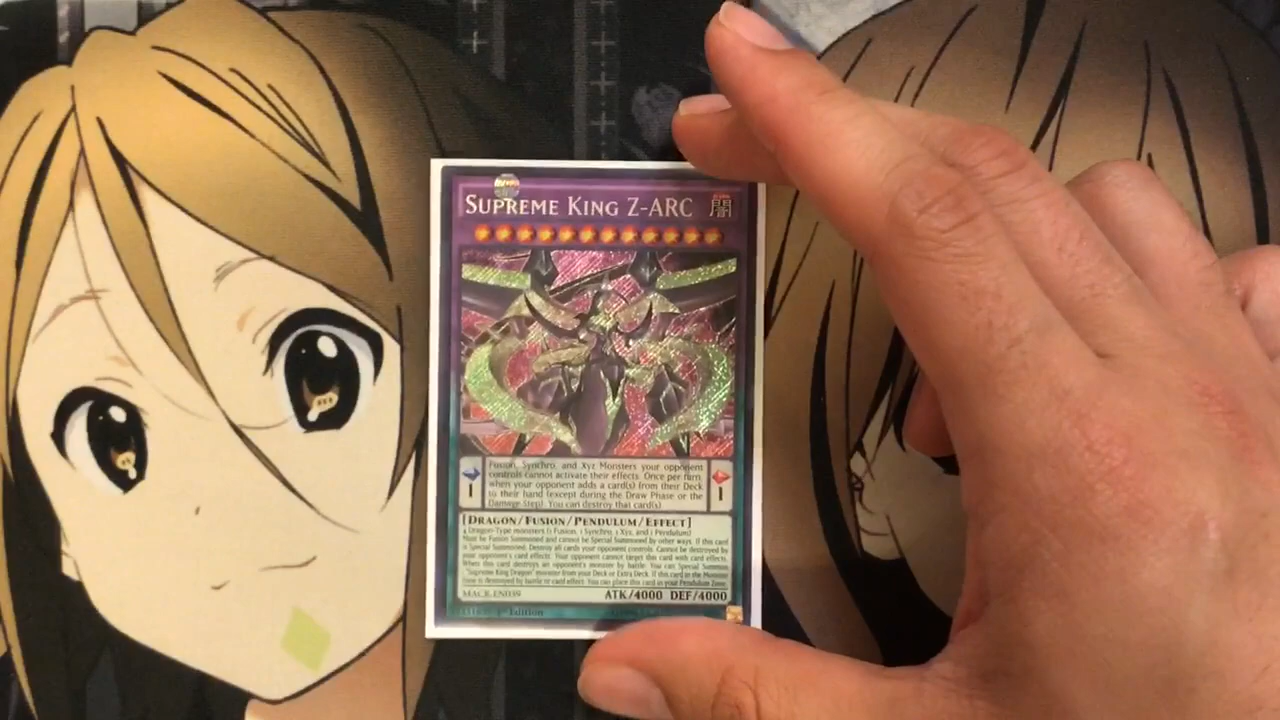 SUPREME KING Z-ARC 闇
Fusion, Synchro, and Xyz Monsters your opponent
controls cannot activate their effects. Once per turn,
when your opponent adds a card(s) from their Deck
to their hand (except during the Draw Phase or the
Damage Step): You can destroy that card(s).
1 1
[DRAGON/FUSION/PENDULUM/EFFECT]
4 Dragon-Type monsters (1 Fusion, 1 Synchro, 1 Xyz, and 1 Pendulum)
Must be Fusion Summoned and cannot be Special Summoned by other ways. If this card
is Special Summoned: Destroy all cards your opponent controls. Cannot be destroyed by
your opponent's card effects. Your opponent cannot target this card with card effects.
When this card destroys an opponent's monster by battle: You can Special Summon 1
"Supreme King Dragon" monster from your Deck or Extra Deck. If this card in the Monster
Zone is destroyed by battle or card effect: You can place this card in your Pendulum Zone.
MACR-EN039 ATK/4000 DEF/4000
1st Edition